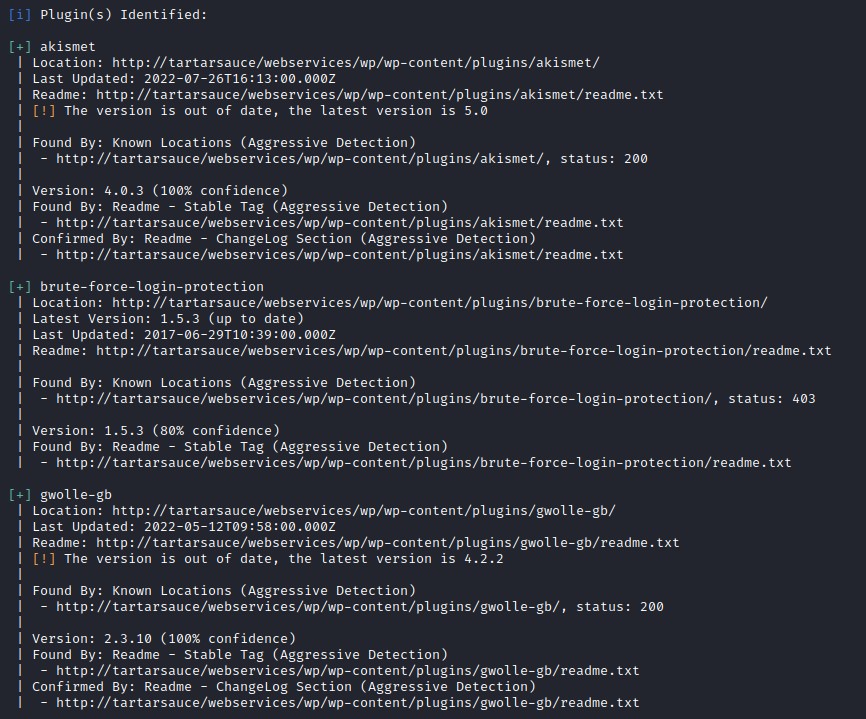 [i] Plugin(s) Identified:

[+] akismet
 | Location: http://tartarsauce/webservices/wp/wp-content/plugins/akismet/
 | Last Updated: 2022-07-26T16:13:00.000Z
 | Readme: http://tartarsauce/webservices/wp/wp-content/plugins/akismet/readme.txt
 | [!] The version is out of date, the latest version is 5.0
 |
 | Found By: Known Locations (Aggressive Detection)
 |  - http://tartarsauce/webservices/wp/wp-content/plugins/akismet/, status: 200
 |
 | Version: 4.0.3 (100% confidence)
 | Found By: Readme - Stable Tag (Aggressive Detection)
 |  - http://tartarsauce/webservices/wp/wp-content/plugins/akismet/readme.txt
 | Confirmed By: Readme - ChangeLog Section (Aggressive Detection)
 |  - http://tartarsauce/webservices/wp/wp-content/plugins/akismet/readme.txt

[+] brute-force-login-protection
 | Location: http://tartarsauce/webservices/wp/wp-content/plugins/brute-force-login-protection/
 | Latest Version: 1.5.3 (up to date)
 | Last Updated: 2017-06-29T10:39:00.000Z
 | Readme: http://tartarsauce/webservices/wp/wp-content/plugins/brute-force-login-protection/readme.txt
 |
 | Found By: Known Locations (Aggressive Detection)
 |  - http://tartarsauce/webservices/wp/wp-content/plugins/brute-force-login-protection/, status: 403
 |
 | Version: 1.5.3 (80% confidence)
 | Found By: Readme - Stable Tag (Aggressive Detection)
 |  - http://tartarsauce/webservices/wp/wp-content/plugins/brute-force-login-protection/readme.txt

[+] gwolle-gb
 | Location: http://tartarsauce/webservices/wp/wp-content/plugins/gwolle-gb/
 | Last Updated: 2022-05-12T09:58:00.000Z
 | Readme: http://tartarsauce/webservices/wp/wp-content/plugins/gwolle-gb/readme.txt
 | [!] The version is out of date, the latest version is 4.2.2
 |
 | Found By: Known Locations (Aggressive Detection)
 |  - http://tartarsauce/webservices/wp/wp-content/plugins/gwolle-gb/, status: 200
 |
 | Version: 2.3.10 (100% confidence)
 | Found By: Readme - Stable Tag (Aggressive Detection)
 |  - http://tartarsauce/webservices/wp/wp-content/plugins/gwolle-gb/readme.txt
 | Confirmed By: Readme - ChangeLog Section (Aggressive Detection)
 |  - http://tartarsauce/webservices/wp/wp-content/plugins/gwolle-gb/readme.txt